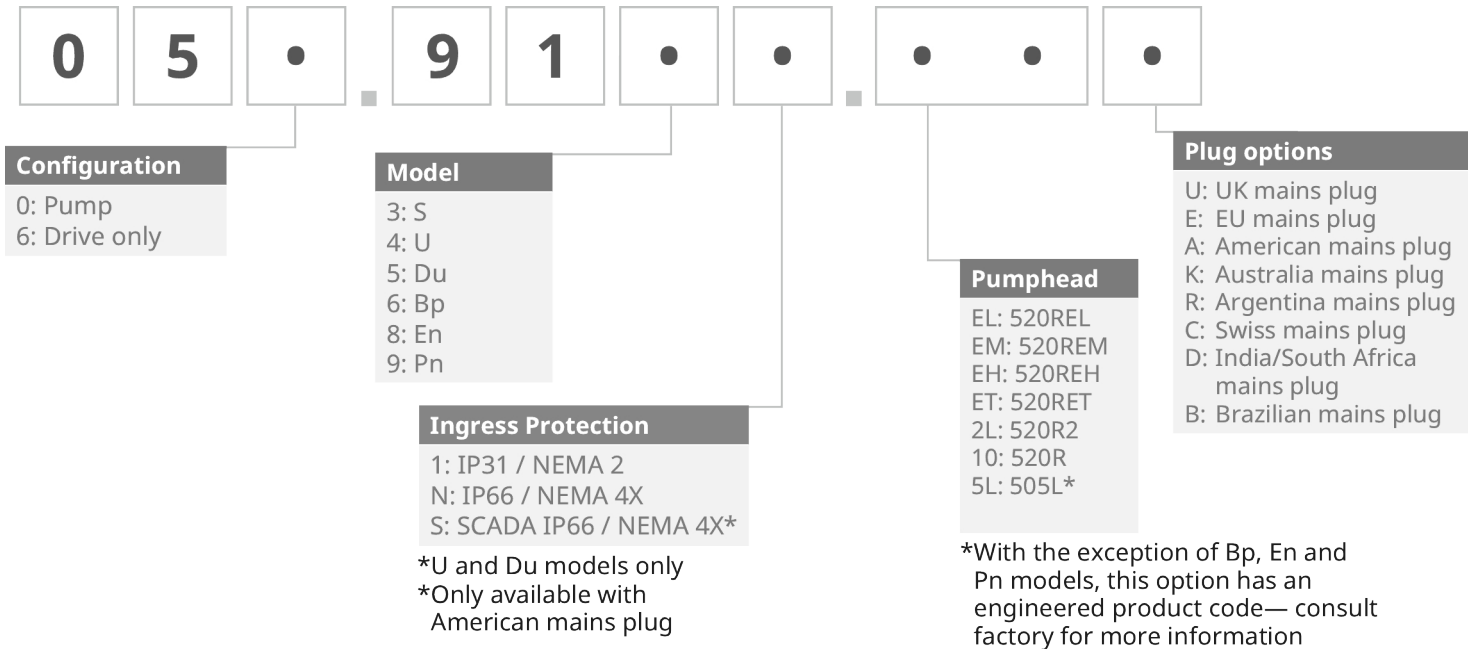 0 5 • . 9 1 • • . • • •
Configuration
0: Pump
6: Drive only
Model
3: S
4: U
5: Du
6: Bp
8: En
9: Pn
Ingress Protection
1: IP31 / NEMA 2
N: IP66 / NEMA 4X
S: SCADA IP66 / NEMA 4X*
*U and Du models only
*Only available with
American mains plug
Pumphead
EL: 520REL
EM: 520REM
EH: 520REH
ET: 520RET
2L: 520R2
10: 520R
5L: 505L*
*With the exception of Bp, En and
Pn models, this option has an
engineered product code— consult
factory for more information
Plug options
U: UK mains plug
E: EU mains plug
A: American mains plug
K: Australia mains plug
R: Argentina mains plug
C: Swiss mains plug
D: India/South Africa
mains plug
B: Brazilian mains plug